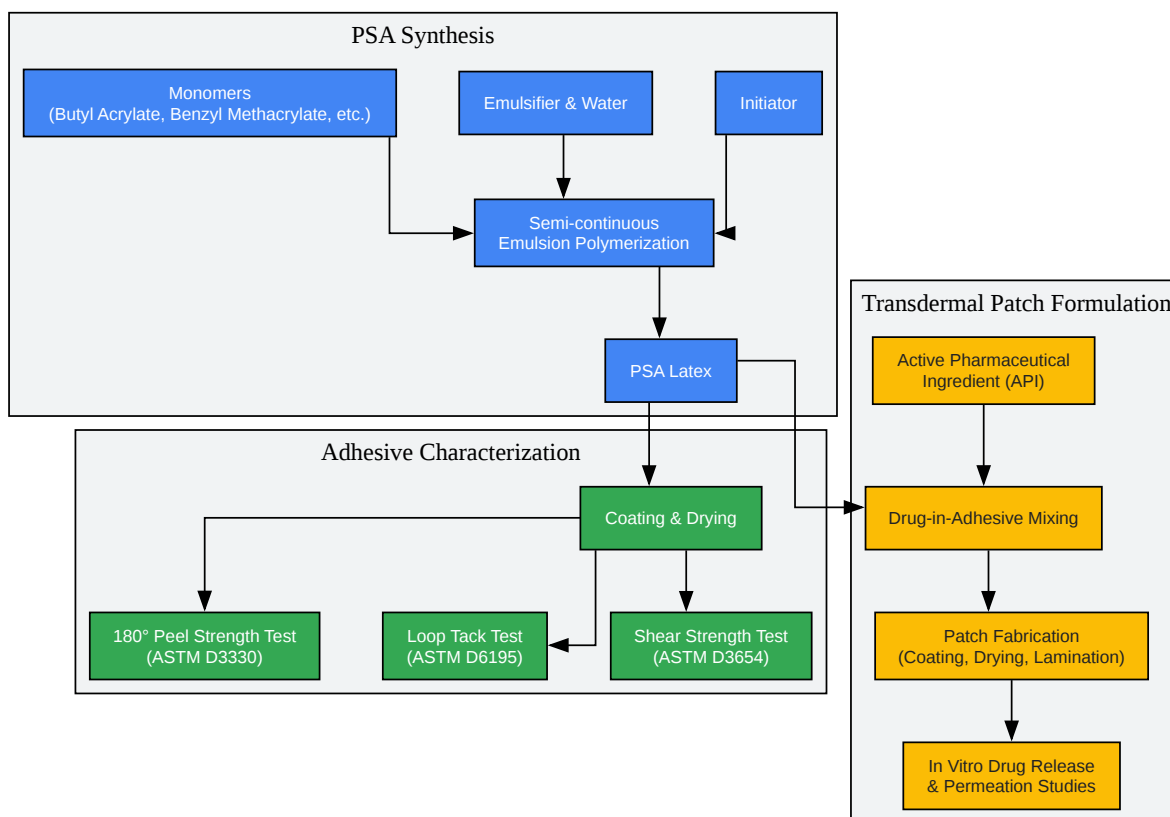 PSA Synthesis
Monomers
(Butyl Acrylate, Benzyl Methacrylate, etc.)
Emulsifier & Water
Initiator
Semi-continuous
Emulsion Polymerization
PSA Latex
Adhesive Characterization
Coating & Drying
180° Peel Strength Test
(ASTM D3330)
Loop Tack Test
(ASTM D6195)
Shear Strength Test
(ASTM D3654)
Transdermal Patch Formulation
Active Pharmaceutical
Ingredient (API)
Drug-in-Adhesive Mixing
Patch Fabrication
(Coating, Drying, Lamination)
In Vitro Drug Release
& Permeation Studies